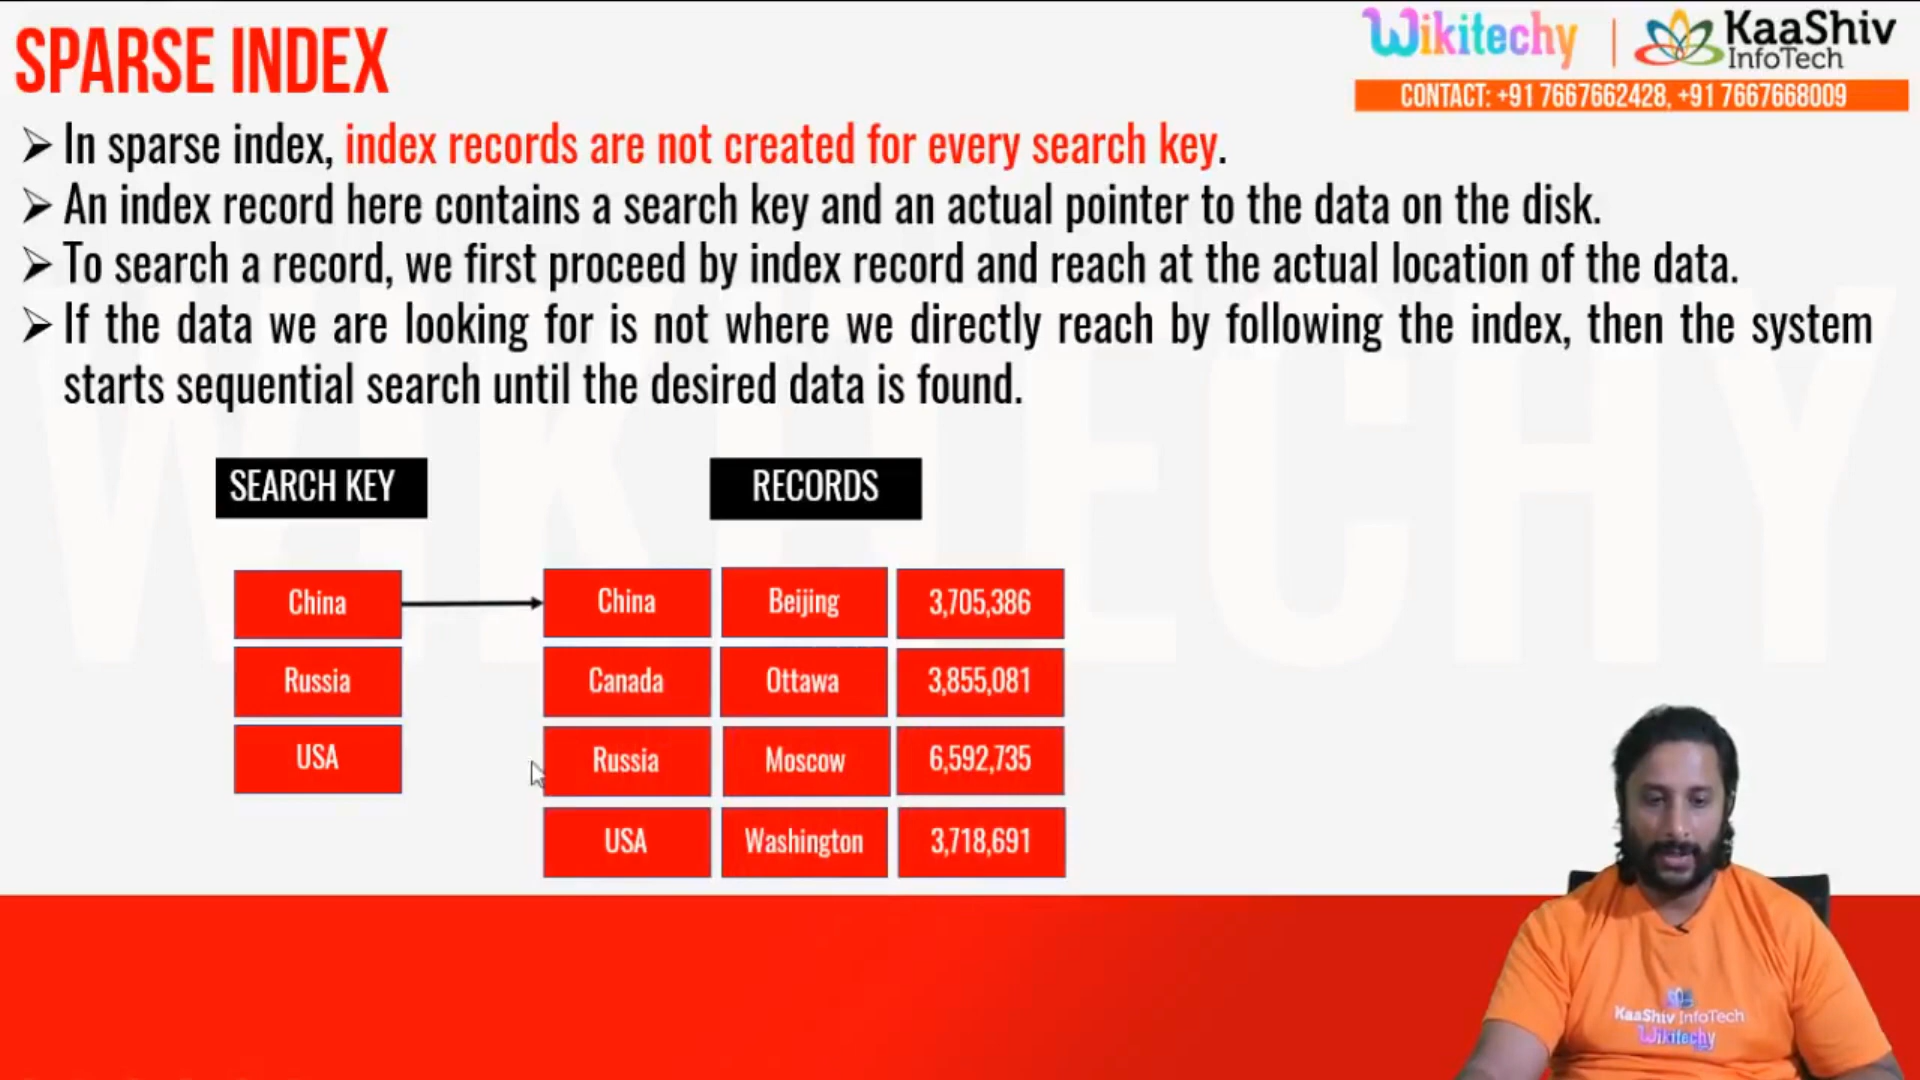 SPARSE INDEX
Wikitechy
KaaShiv
InfoTech
CONTACT: +91 7667662428, +91 7667668009
In sparse index, index records are not created for every search key.
An index record here contains a search key and an actual pointer to the data on the disk.
To search a record, we first proceed by index record and reach at the actual location of the data.
If the data we are looking for is not where we directly reach by following the index, then the system
starts sequential search until the desired data is found.
WIKITECHY
SEARCH KEY
RECORDS
China
China Beijing 3,705,386
Russia
Canada Ottawa 3,855,081
USA
Russia Moscow 6,592,735
USA Washington 3,718,691
KaaShiv InfoTech
Wikitechy